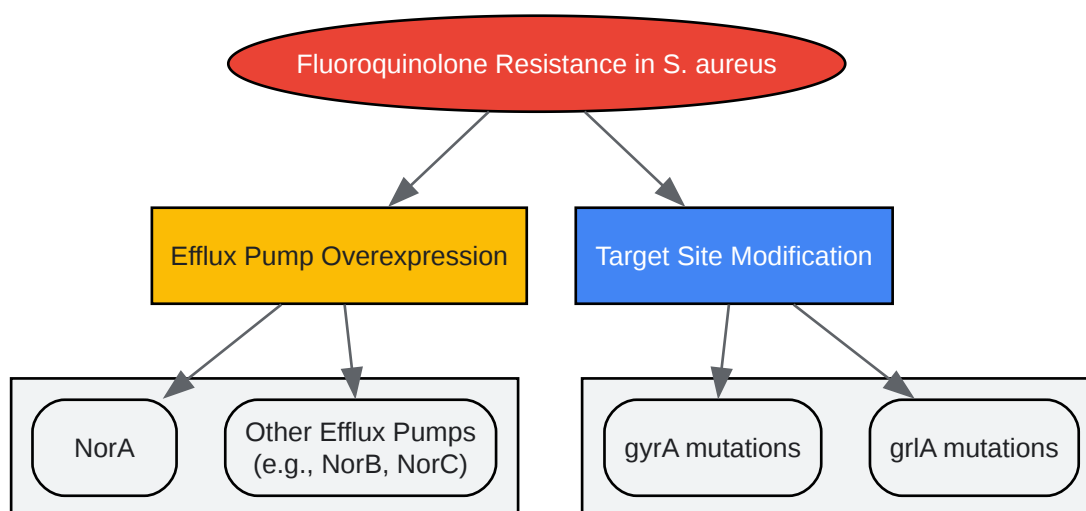 Fluoroquinolone Resistance in S. aureus
Efflux Pump Overexpression
Target Site Modification
NorA
Other Efflux Pumps
(e.g., NorB, NorC)
gyrA mutations
grlA mutations